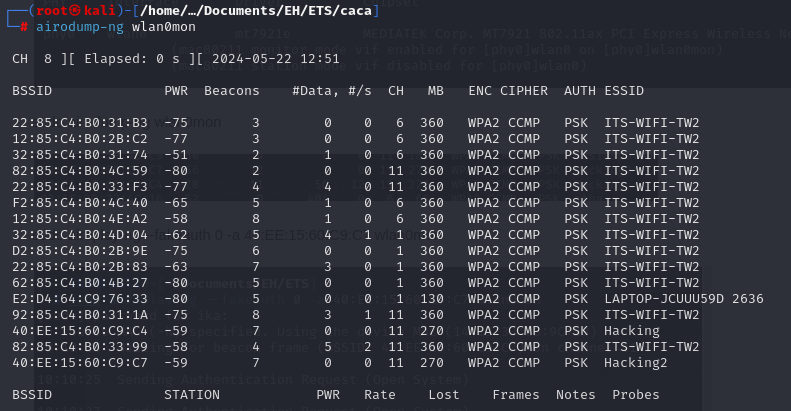 ┌──(root㉿kali)-[/home/…/Documents/EH/ETS/caca]
└─# airodump-ng wlan0mon
CH 8 ][ Elapsed: 0 s ][ 2024-05-22 12:51
BSSID PWR Beacons #Data, #/s CH MB ENC CIPHER AUTH ESSID
22:85:C4:B0:31:B3 -75 3 0 0 6 360 WPA2 CCMP PSK ITS-WIFI-TW2
12:85:C4:B0:2B:C2 -77 3 0 0 6 360 WPA2 CCMP PSK ITS-WIFI-TW2
32:85:C4:B0:31:74 -51 2 1 0 6 360 WPA2 CCMP PSK ITS-WIFI-TW2
82:85:C4:B0:4C:59 -80 2 0 0 11 360 WPA2 CCMP PSK ITS-WIFI-TW2
22:85:C4:B0:33:F3 -77 4 4 0 11 360 WPA2 CCMP PSK ITS-WIFI-TW2
F2:85:C4:B0:4C:40 -65 5 1 0 6 360 WPA2 CCMP PSK ITS-WIFI-TW2
12:85:C4:B0:4E:A2 -58 8 1 0 6 360 WPA2 CCMP PSK ITS-WIFI-TW2
32:85:C4:B0:4D:04 -62 5 4 1 1 360 WPA2 CCMP PSK ITS-WIFI-TW2
D2:85:C4:B0:2B:9E -75 6 0 0 1 360 WPA2 CCMP PSK ITS-WIFI-TW2
22:85:C4:B0:2B:83 -63 7 3 0 1 360 WPA2 CCMP PSK ITS-WIFI-TW2
62:85:C4:B0:4B:27 -80 5 0 0 1 360 WPA2 CCMP PSK ITS-WIFI-TW2
E2:D4:64:C9:76:33 -80 5 0 0 1 130 WPA2 CCMP PSK LAPTOP-JCUUU59D 2636
92:85:C4:B0:31:1A -75 8 3 1 11 360 WPA2 CCMP PSK ITS-WIFI-TW2
40:EE:15:60:C9:C4 -59 7 0 0 11 270 WPA2 CCMP PSK Hacking
82:85:C4:B0:33:99 -58 4 5 2 11 360 WPA2 CCMP PSK ITS-WIFI-TW2
40:EE:15:60:C9:C7 -59 7 0 0 11 270 WPA2 CCMP PSK Hacking2
BSSID STATION PWR Rate Lost Frames Notes Probes